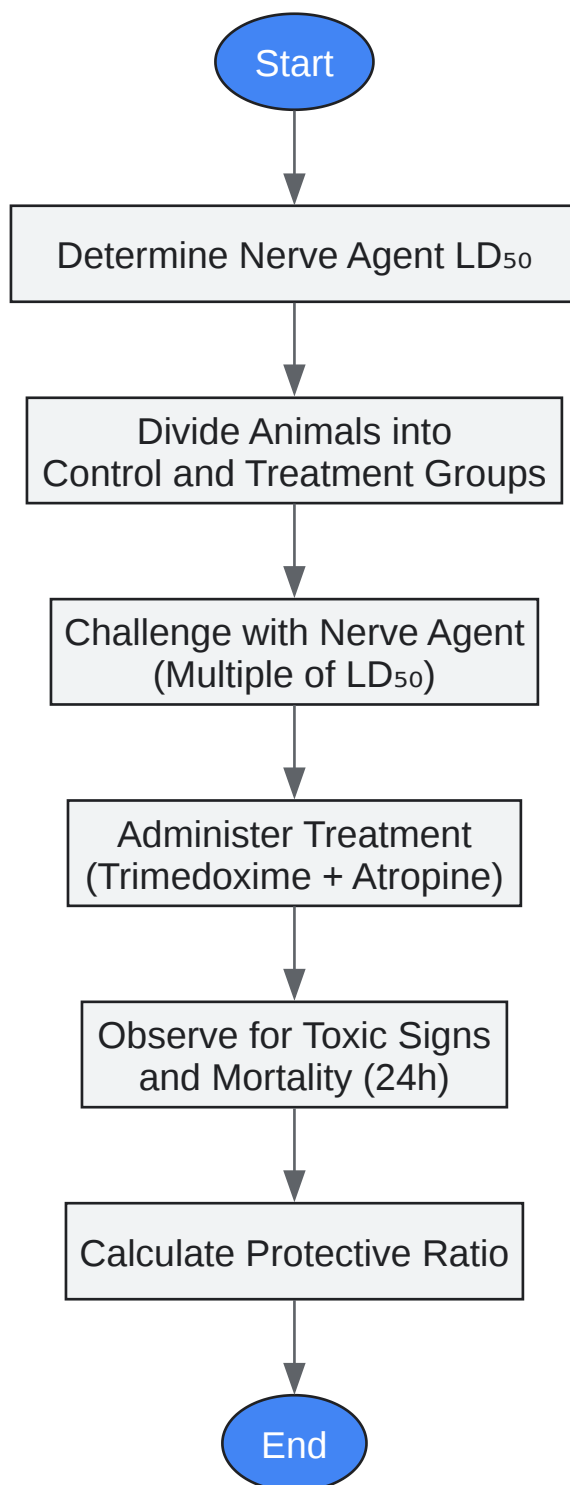 Start
Determine Nerve Agent LD₅₀
Divide Animals into
Control and Treatment Groups
Challenge with Nerve Agent
(Multiple of LD₅₀)
Administer Treatment
(Trimedoxime + Atropine)
Observe for Toxic Signs
and Mortality (24h)
Calculate Protective Ratio
End